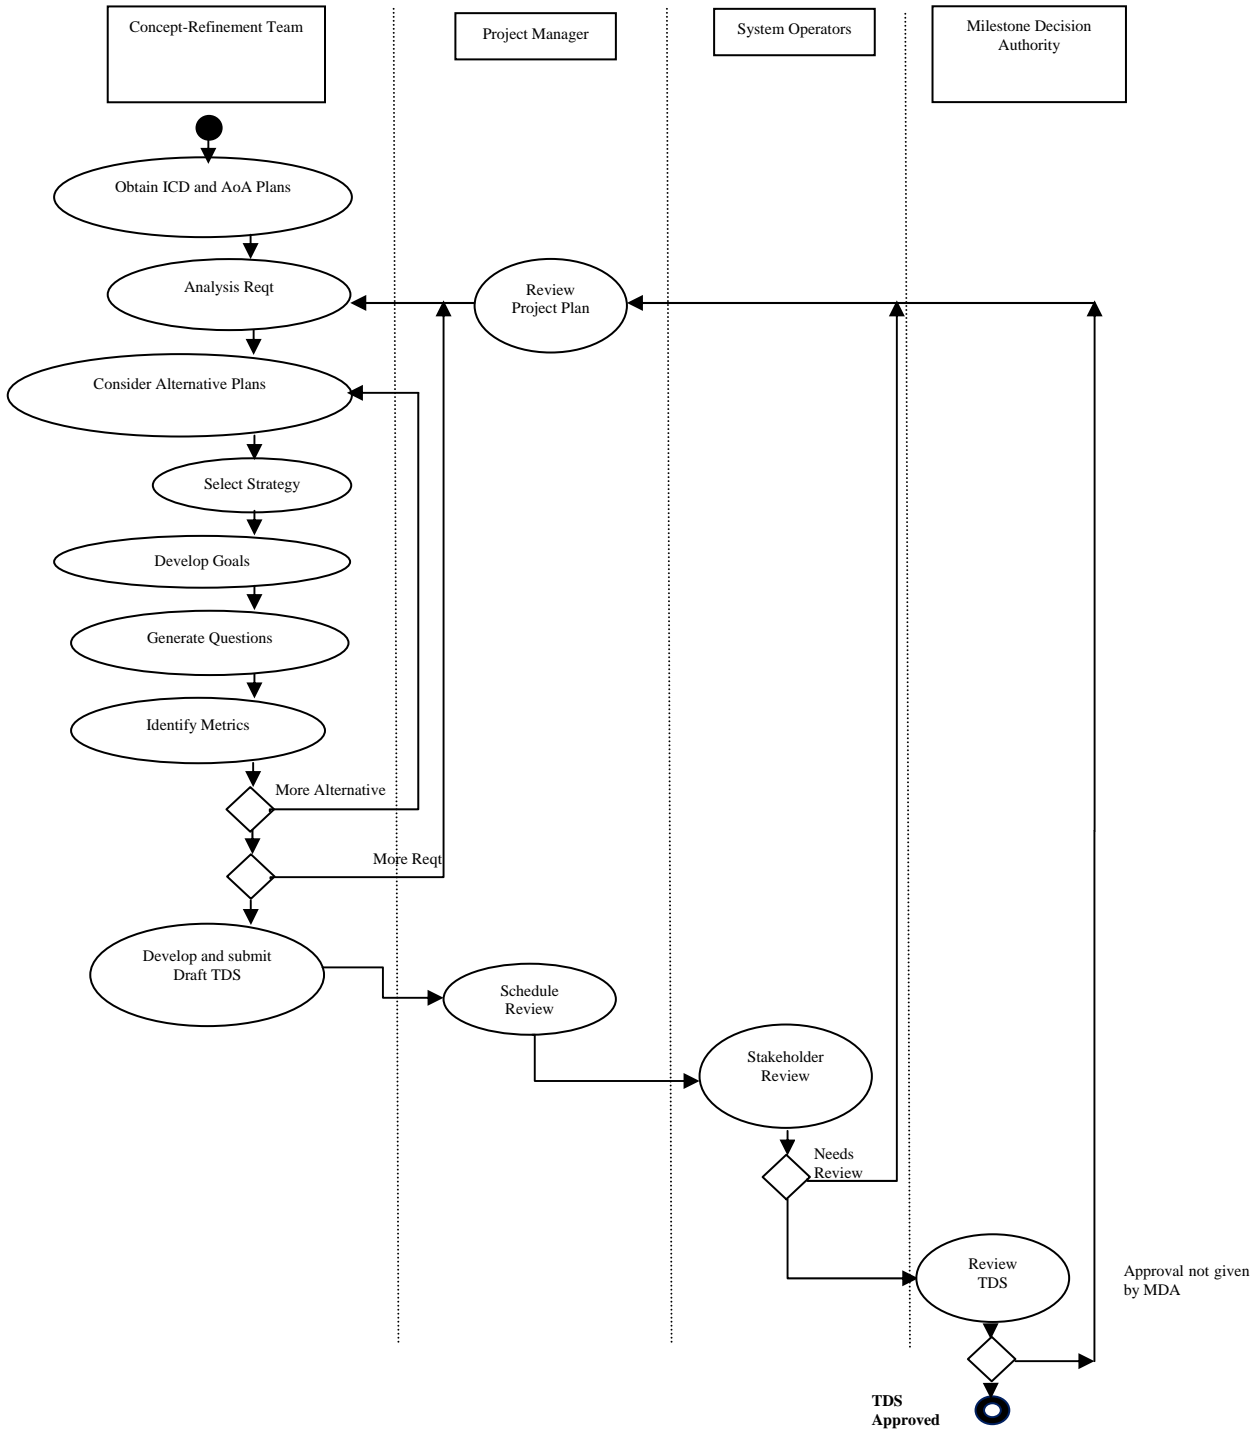 Concept-Refinement Team
Project Manager
System Operators
Milestone Decision
Authority
Obtain ICD and AoA Plans
Analysis Reqt
Review
Project Plan
Consider Alternative Plans
Select Strategy
Develop Goals
Generate Questions
Identify Metrics
More Alternative
More Reqt
Develop and submit
Draft TDS
Schedule
Review
Stakeholder
Review
Needs
Review
Review
TDS
Approval not given
by MDA
TDS
Approved